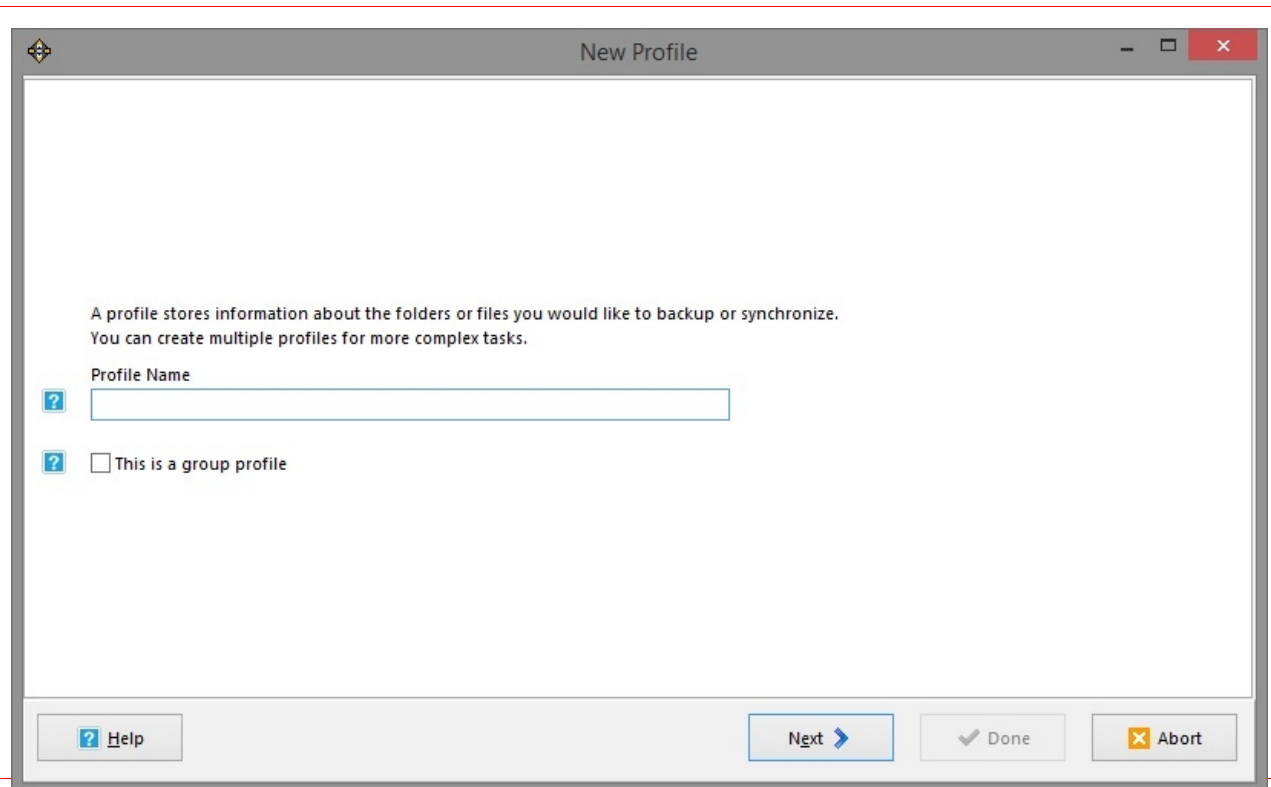 New Profile
A profile stores information about the folders or files you would like to backup or synchronize.
You can create multiple profiles for more complex tasks.
Profile Name
This is a group profile
Help
Next
Done
Abort